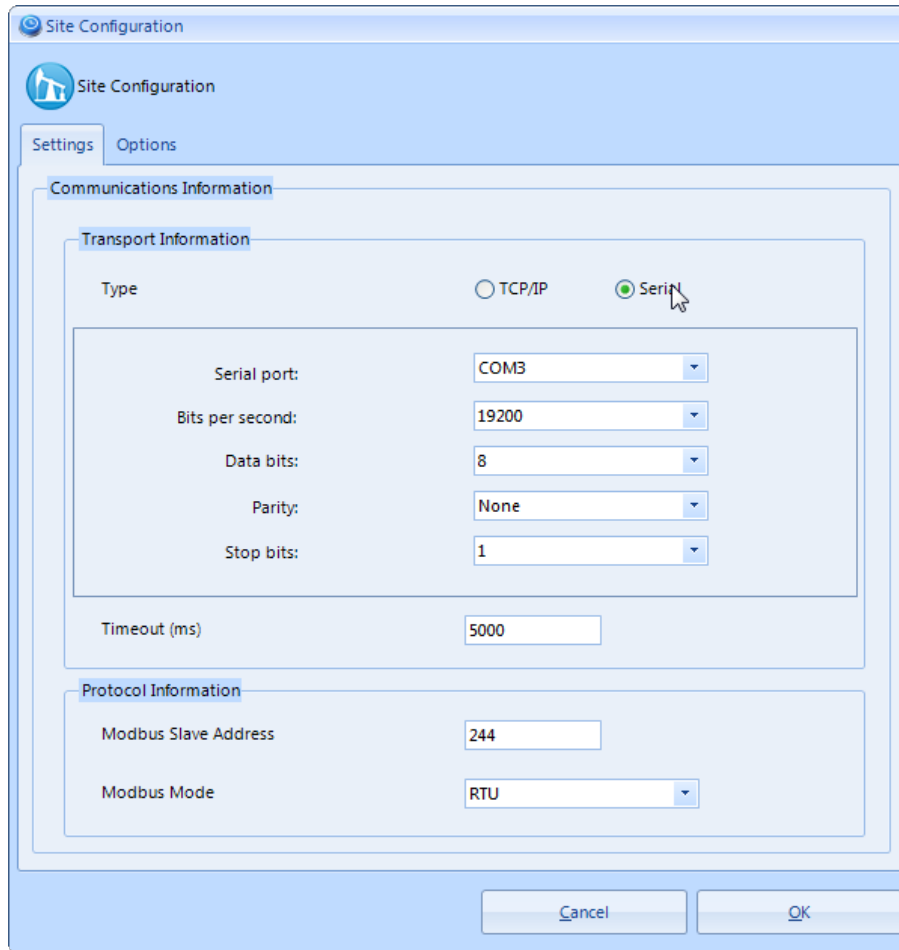 Site Configuration
Site Configuration
Settings Options
Communications Information
Transport Information
Type TCP/IP Serial
Serial port: COM3
Bits per second: 19200
Data bits: 8
Parity: None
Stop bits: 1
Timeout (ms) 5000
Protocol Information
Modbus Slave Address 244
Modbus Mode RTU
Cancel OK